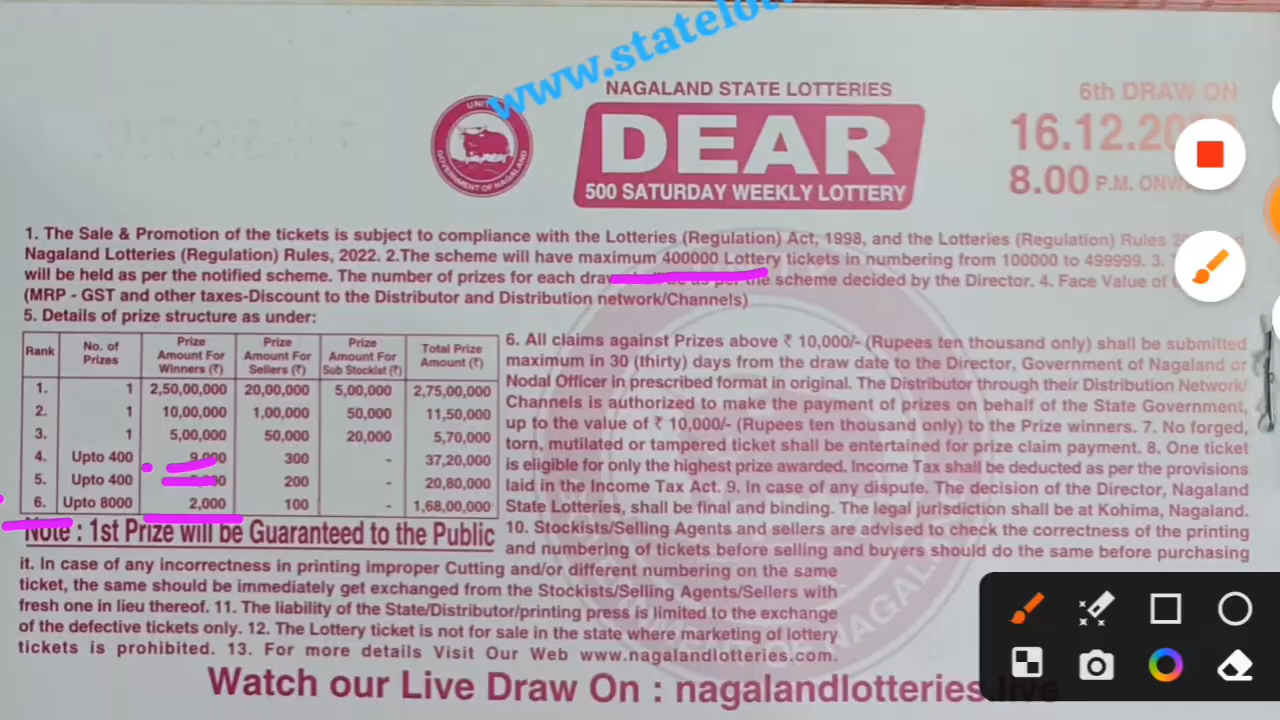 www.statelot
NAGALAND STATE LOTTERIES
DEAR
500 SATURDAY WEEKLY LOTTERY
UNIT
GOVERNMENT OF NAGALAND
6th DRAW ON
16.12.20
8.00 P.M. ONW
1. The Sale & Promotion of the tickets is subject to compliance with the Lotteries (Regulation) Act, 1998, and the Lotteries (Regulation) Rules
Nagaland Lotteries (Regulation) Rules, 2022. 2.The scheme will have maximum 400000 Lottery tickets in numbering from 100000 to 499999. 3.
will be held as per the notified scheme. The number of prizes for each draw as per the scheme decided by the Director. 4. Face Value of
(MRP - GST and other taxes-Discount to the Distributor and Distribution network/Channels)
5. Details of prize structure as under:
Rank No. of Prizes Prize Amount For Winners (₹) Prize Amount For Sellers (₹) Prize Amount For Sub Stockist (₹) Total Prize Amount (₹)
1. 1 2,50,00,000 20,00,000 5,00,000 2,75,00,000
2. 1 10,00,000 1,00,000 50,000 11,50,000
3. 1 5,00,000 50,000 20,000 5,70,000
4. Upto 400 9,000 300 - 37,20,000
5. Upto 400 200 - 20,80,000
6. Upto 8000 2,000 100 - 1,68,00,000
Note : 1st Prize will be Guaranteed to the Public
6. All claims against Prizes above ₹ 10,000/- (Rupees ten thousand only) shall be submitted
maximum in 30 (thirty) days from the draw date to the Director, Government of Nagaland or
Nodal Officer in prescribed format in original. The Distributor through their Distribution Network/
Channels is authorized to make the payment of prizes on behalf of the State Government,
up to the value of ₹ 10,000/- (Rupees ten thousand only) to the Prize winners. 7. No forged,
torn, mutilated or tampered ticket shall be entertained for prize claim payment. 8. One ticket
is eligible for only the highest prize awarded. Income Tax shall be deducted as per the provisions
laid in the Income Tax Act. 9. In case of any dispute. The decision of the Director, Nagaland
State Lotteries, shall be final and binding. The legal jurisdiction shall be at Kohima, Nagaland.
10. Stockists/Selling Agents and sellers are advised to check the correctness of the printing
and numbering of tickets before selling and buyers should do the same before purchasing
it. In case of any incorrectness in printing improper Cutting and/or different numbering on the same
ticket, the same should be immediately get exchanged from the Stockists/Selling Agents/Sellers with
fresh one in lieu thereof. 11. The liability of the State/Distributor/printing press is limited to the exchange
of the defective tickets only. 12. The Lottery ticket is not for sale in the state where marketing of lottery
tickets is prohibited. 13. For more details Visit Our Web www.nagalandlotteries.com.
Watch our Live Draw On : nagalandlotteries.live